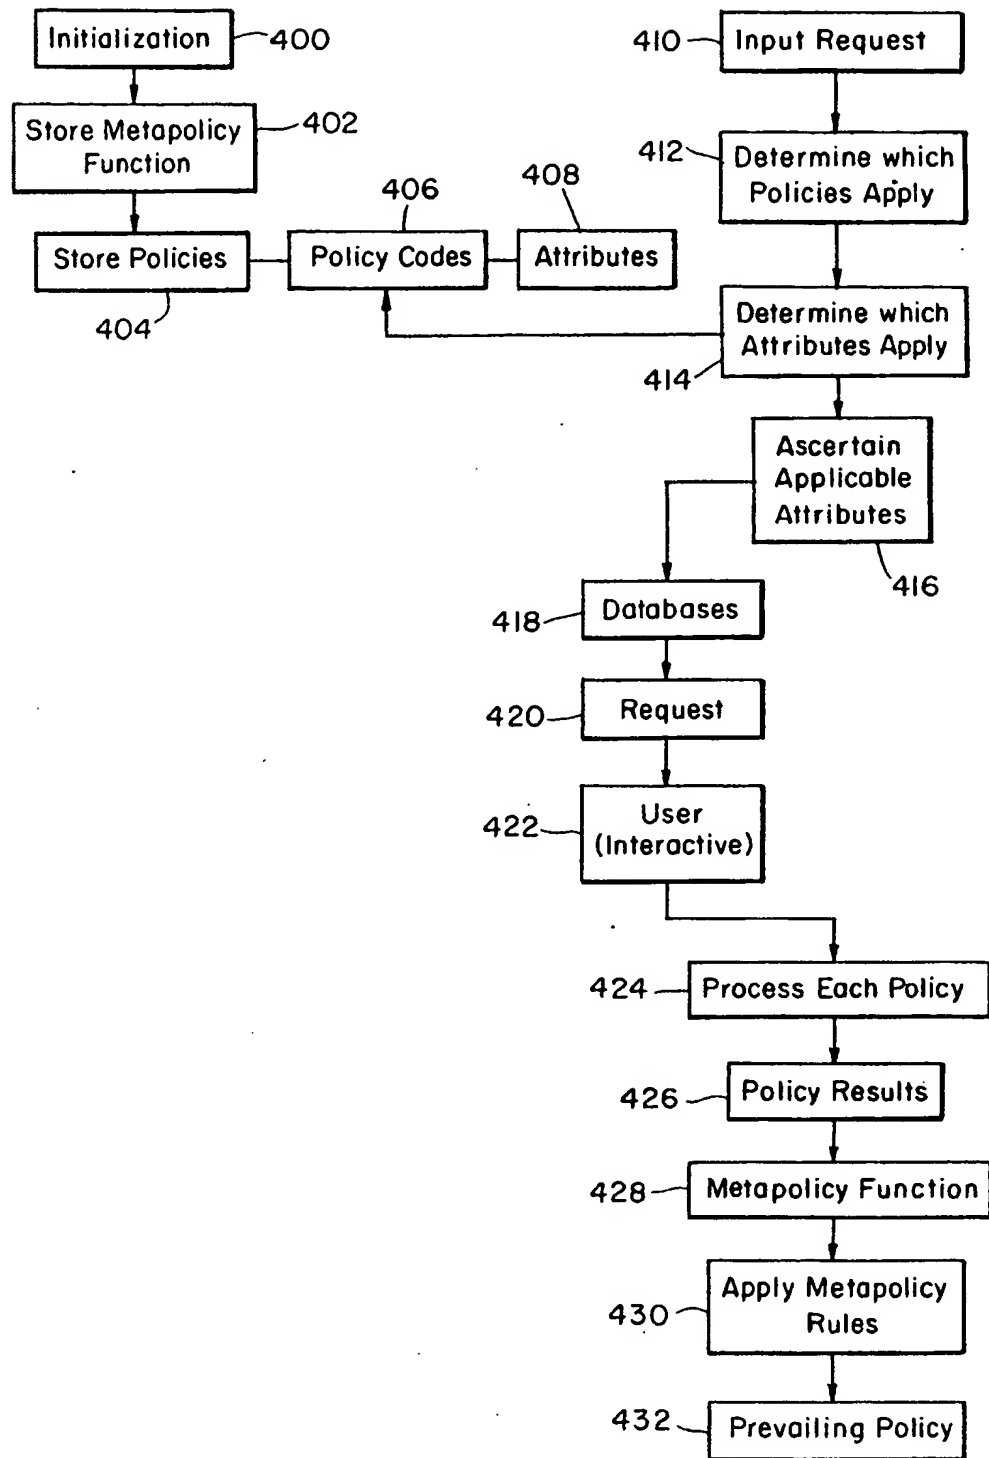 Initialization
400
Store Metapolicy
Function
402
Store Policies
404
406
Policy Codes
408
Attributes
410
Input Request
412
Determine which
Policies Apply
Determine which
Attributes Apply
414
Ascertain
Applicable
Attributes
416
418
Databases
420
Request
422
User
(Interactive)
424
Process Each Policy
426
Policy Results
428
Metapolicy Function
430
Apply Metapolicy
Rules
432
Prevailing Policy